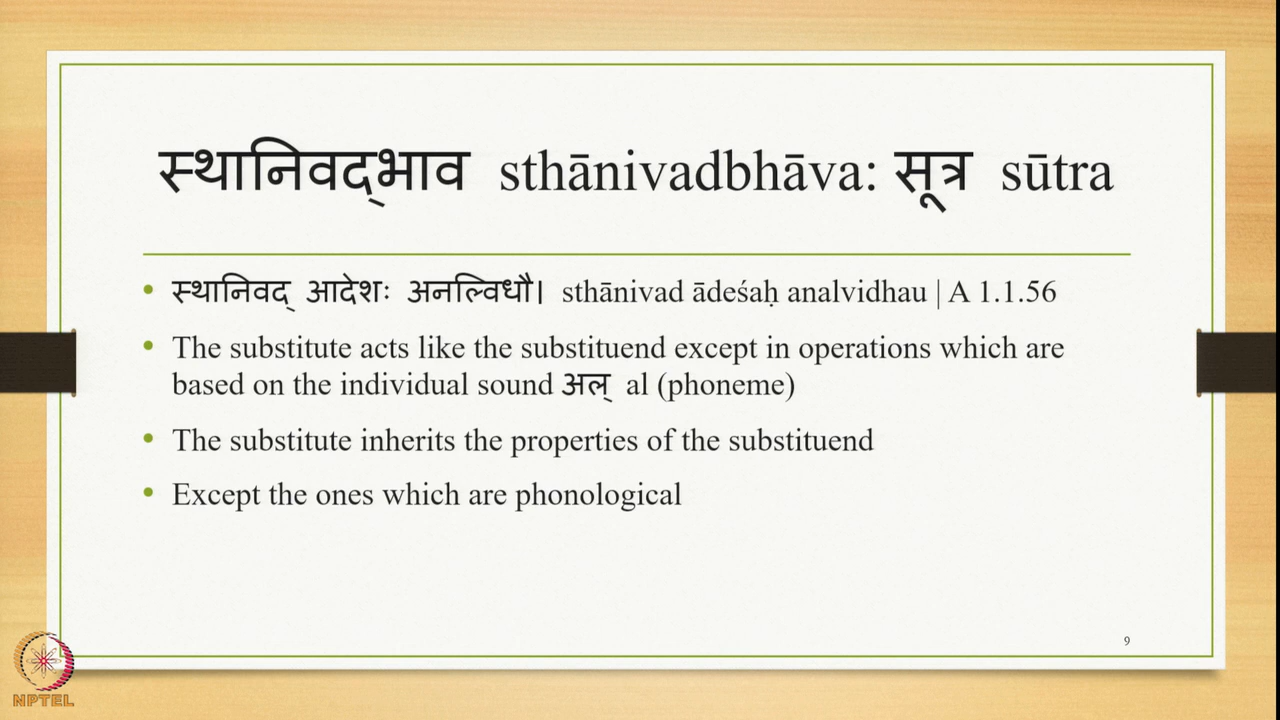 स्थानिवद्भाव sthānivadbhāva: सूत्र sūtra
• स्थानिवद् आदेशः अनल्विधौ। sthānivad ādeśaḥ analvidhau | A 1.1.56
• The substitute acts like the substituend except in operations which are
based on the individual sound अल् al (phoneme)
• The substitute inherits the properties of the substituend
• Except the ones which are phonological
9
NPTEL